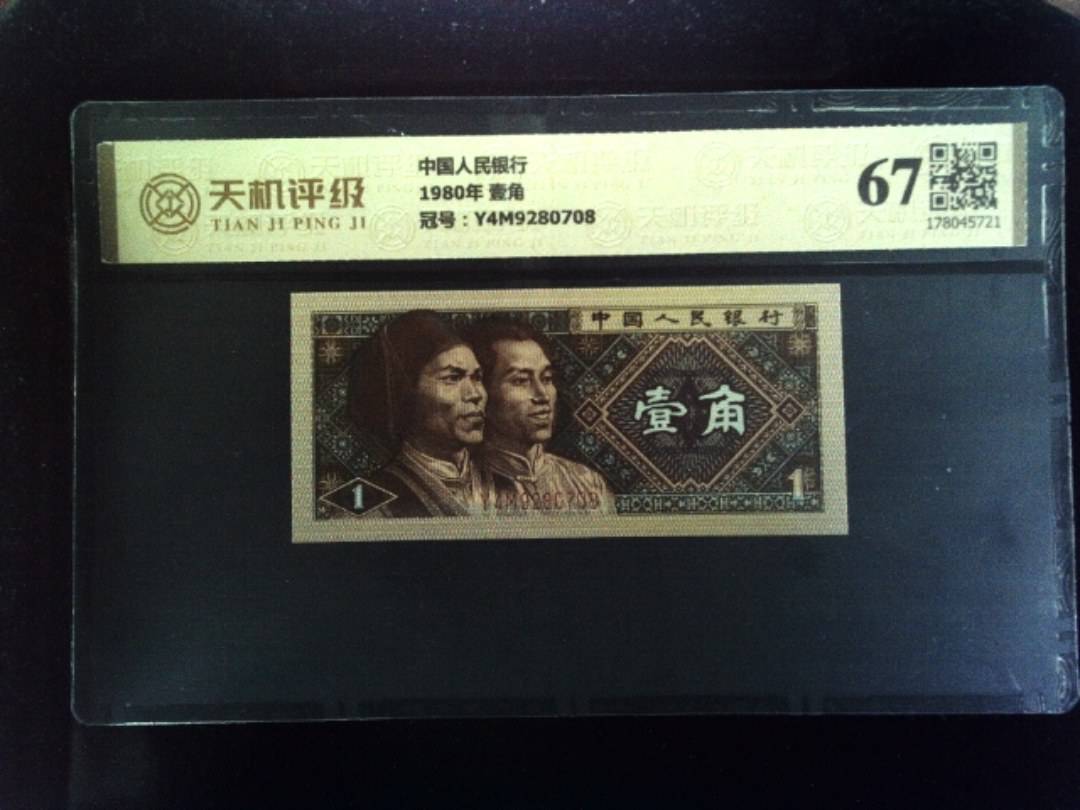 天机评级
TIAN JI PING JI
中国人民银行
1980年 壹角
冠号：Y4M9280708
67
178045721
中国人民银行
壹角
1
Y4M9280708
1